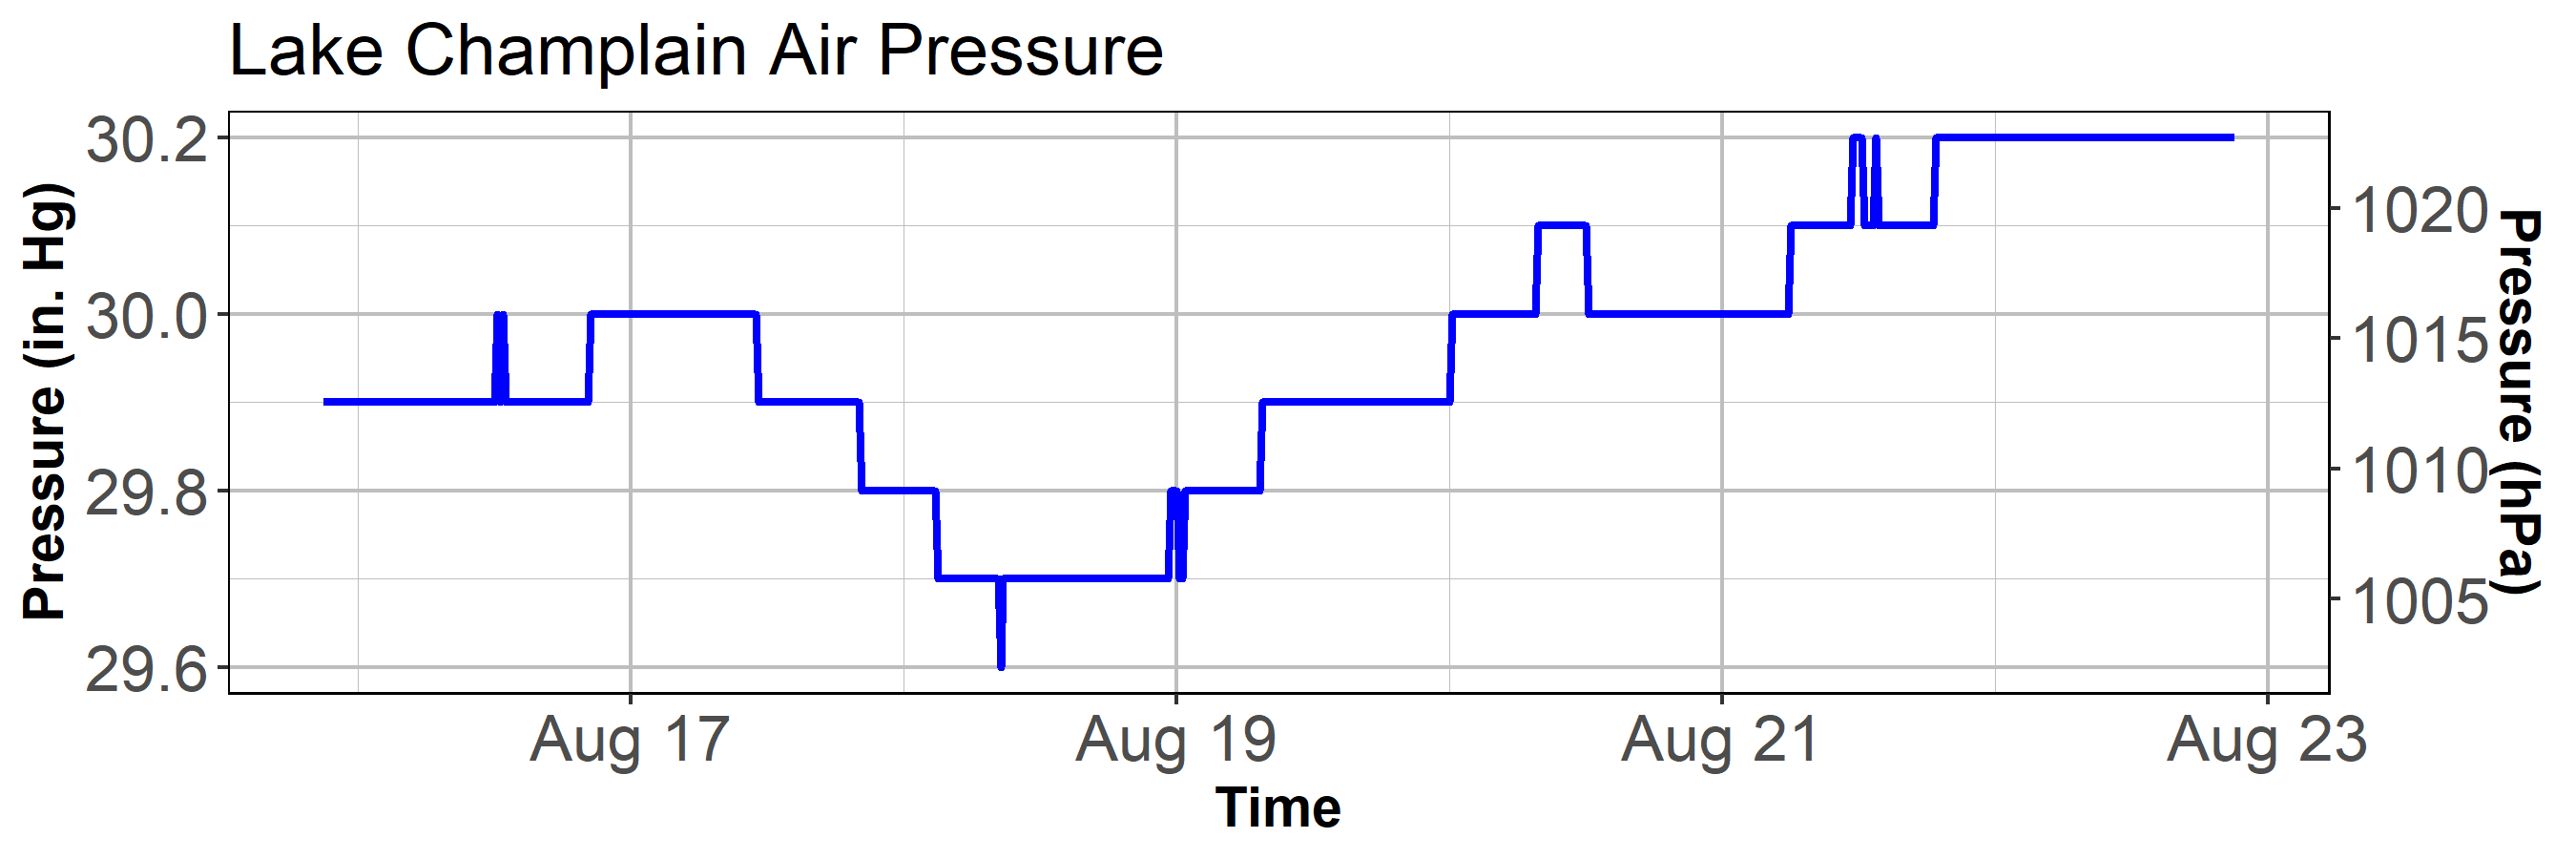 Lake Champlain Air Pressure
Pressure (in. Hg)
30.2
30.0
29.8
29.6
1020
1015
1010
1005
Pressure (hPa)
Aug 17
Aug 19
Aug 21
Aug 23
Time